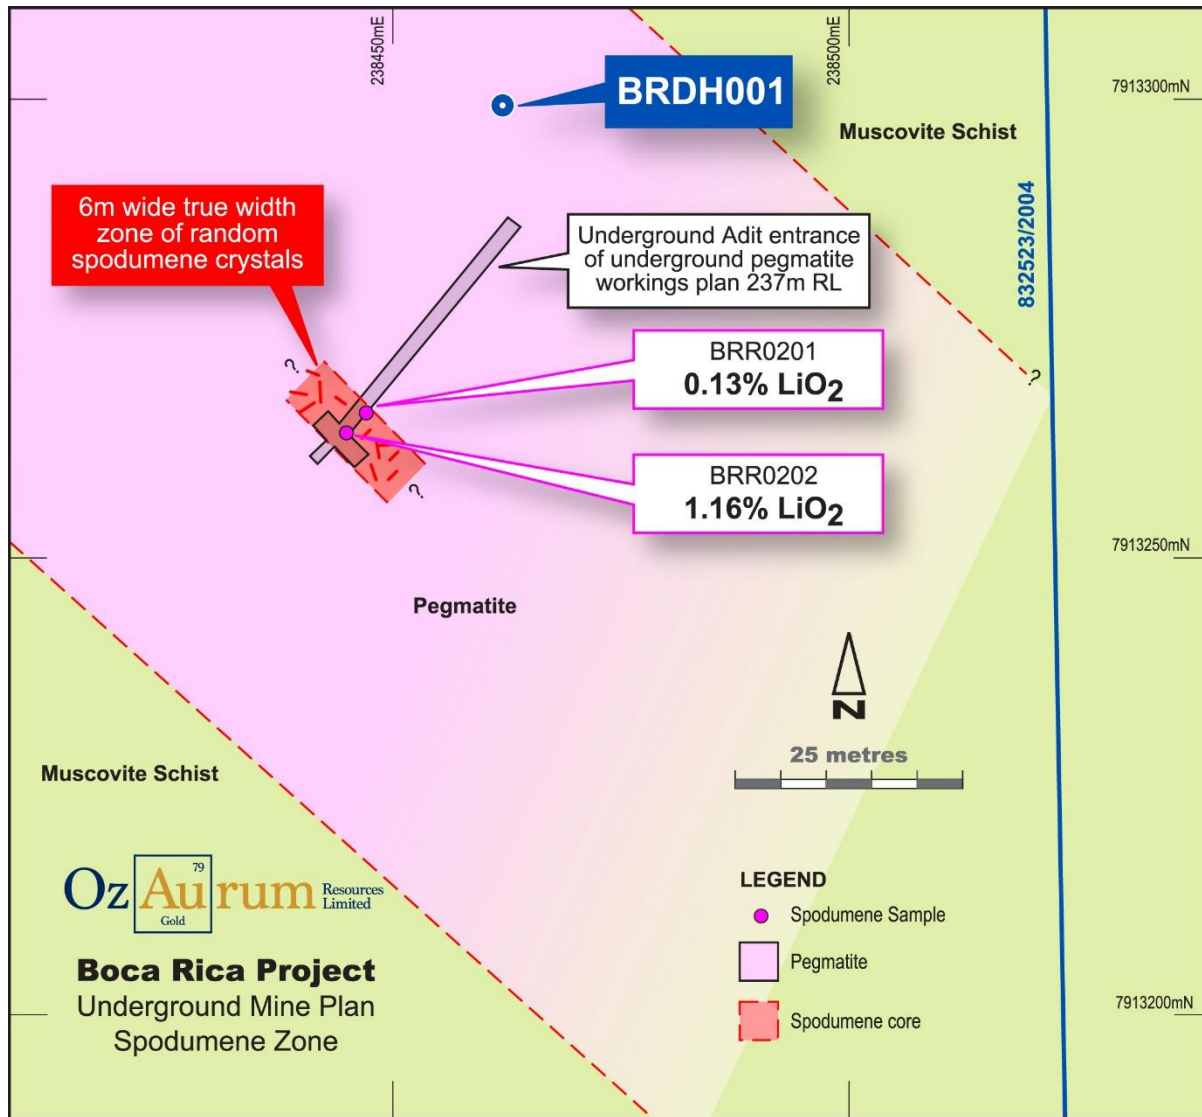 238450mE
238500mE
7913300mN
BRDH001
Muscovite Schist
832523/2004
6m wide true width
zone of random
spodumene crystals
Underground Adit entrance
of underground pegmatite
workings plan 237m RL
BRR0201
0.13% LiO2
?
?
?
BRR0202
1.16% LiO2
7913250mN
Pegmatite
N
25 metres
Muscovite Schist
Oz Aurum Resources
Limited
79
Gold
Boca Rica Project
Underground Mine Plan
Spodumene Zone
LEGEND
Spodumene Sample
Pegmatite
Spodumene core
7913200mN